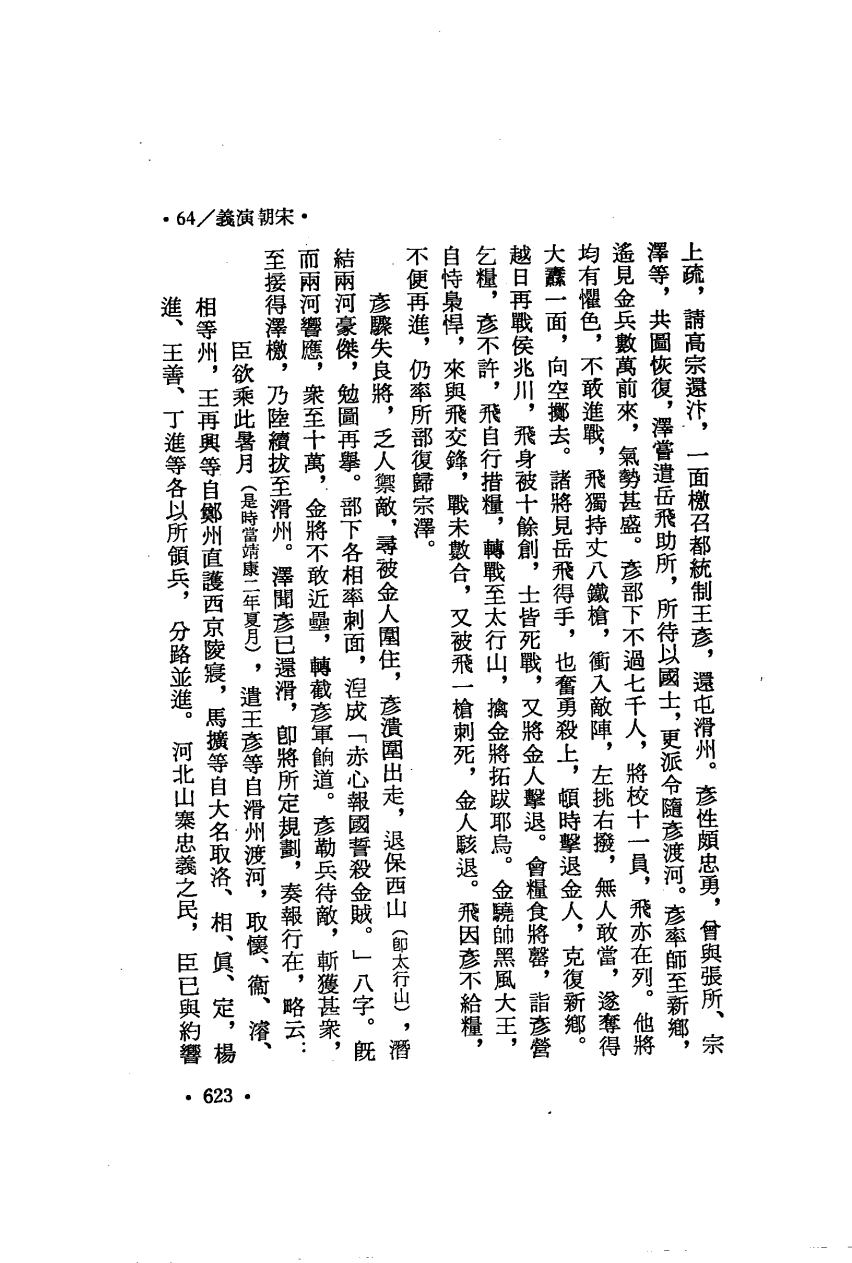 •64／義演朝宋•
上疏，請高宗還汴，一面檄召都統制王彥，還屯滑州。彥性頗忠勇，曾與張所、宗
澤等，共圖恢復，澤嘗遣岳飛助所，所待以國士，更派令隨彥渡河。彥率師至新鄉，
遙見金兵數萬前來，氣勢甚盛。彥部下不過七千人，將校十一員，飛亦在列。他將
均有懼色，不敢進戰，飛獨持丈八鐵槍，衝入敵陣，左挑右撥，無人敢當，遂奪得
大纛一面，向空擲去。諸將見岳飛得手，也奮勇殺上，頓時擊退金人，克復新鄉。
越日再戰侯兆川，飛身被十餘創，士皆死戰，又將金人擊退。會糧食將罄，詣彥營
乞糧，彥不許，飛自行措糧，轉戰至太行山，擒金將拓跋耶烏。金驍帥黑風大王，
自恃梟悍，來與飛交鋒，戰未數合，又被飛一槍刺死，金人駭退。飛因彥不給糧，
不便再進，仍率所部復歸宗澤。
彥驟失良將，乏人禦敵，尋被金人圍住，彥潰圍出走，退保西山（卽太行山），潛
結兩河豪傑，勉圖再舉。部下各相率刺面，湼成「赤心報國誓殺金賊。」八字。旣
而兩河響應，衆至十萬，金將不敢近壘，轉截彥軍餉道。彥勒兵待敵，斬獲甚衆，
至接得澤檄，乃陸續拔至滑州。澤聞彥已還滑，卽將所定規劃，奏報行在，略云：
臣欲乘此暑月（是時當靖康二年夏月），遣王彥等自滑州渡河，取懷、衞、濬、
相等州，王再興等自鄭州直護西京陵寢，馬擴等自大名取洺、相、眞、定，楊
進、王善、丁進等各以所領兵，分路並進。河北山寨忠義之民，臣已與約響
•623•